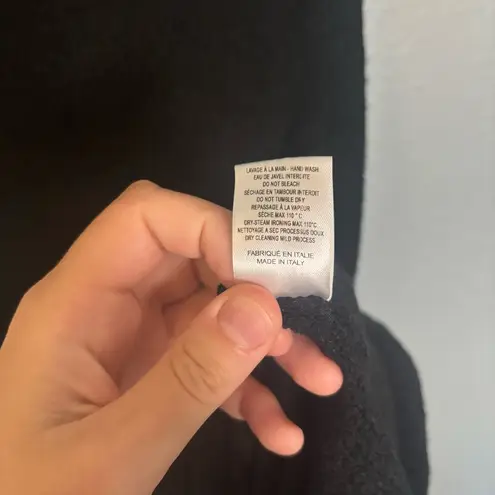 LAVAGE À LA MAIN - HAND WASH
EAU DE JAVEL INTERDITE
DO NOT BLEACH
SÉCHAGE EN TAMBOUR INTERDIT
DO NOT TUMBLE DRY
REPASSAGE À LA VAPEUR
SÈCHE MAX 110°C
DRY-STEAM IRONING MAX 110°C
NETTOYAGE A SEC PROCESSUS DOUX
DRY CLEANING MILD PROCESS
FABRIQUÉ EN ITALIE
MADE IN ITALY